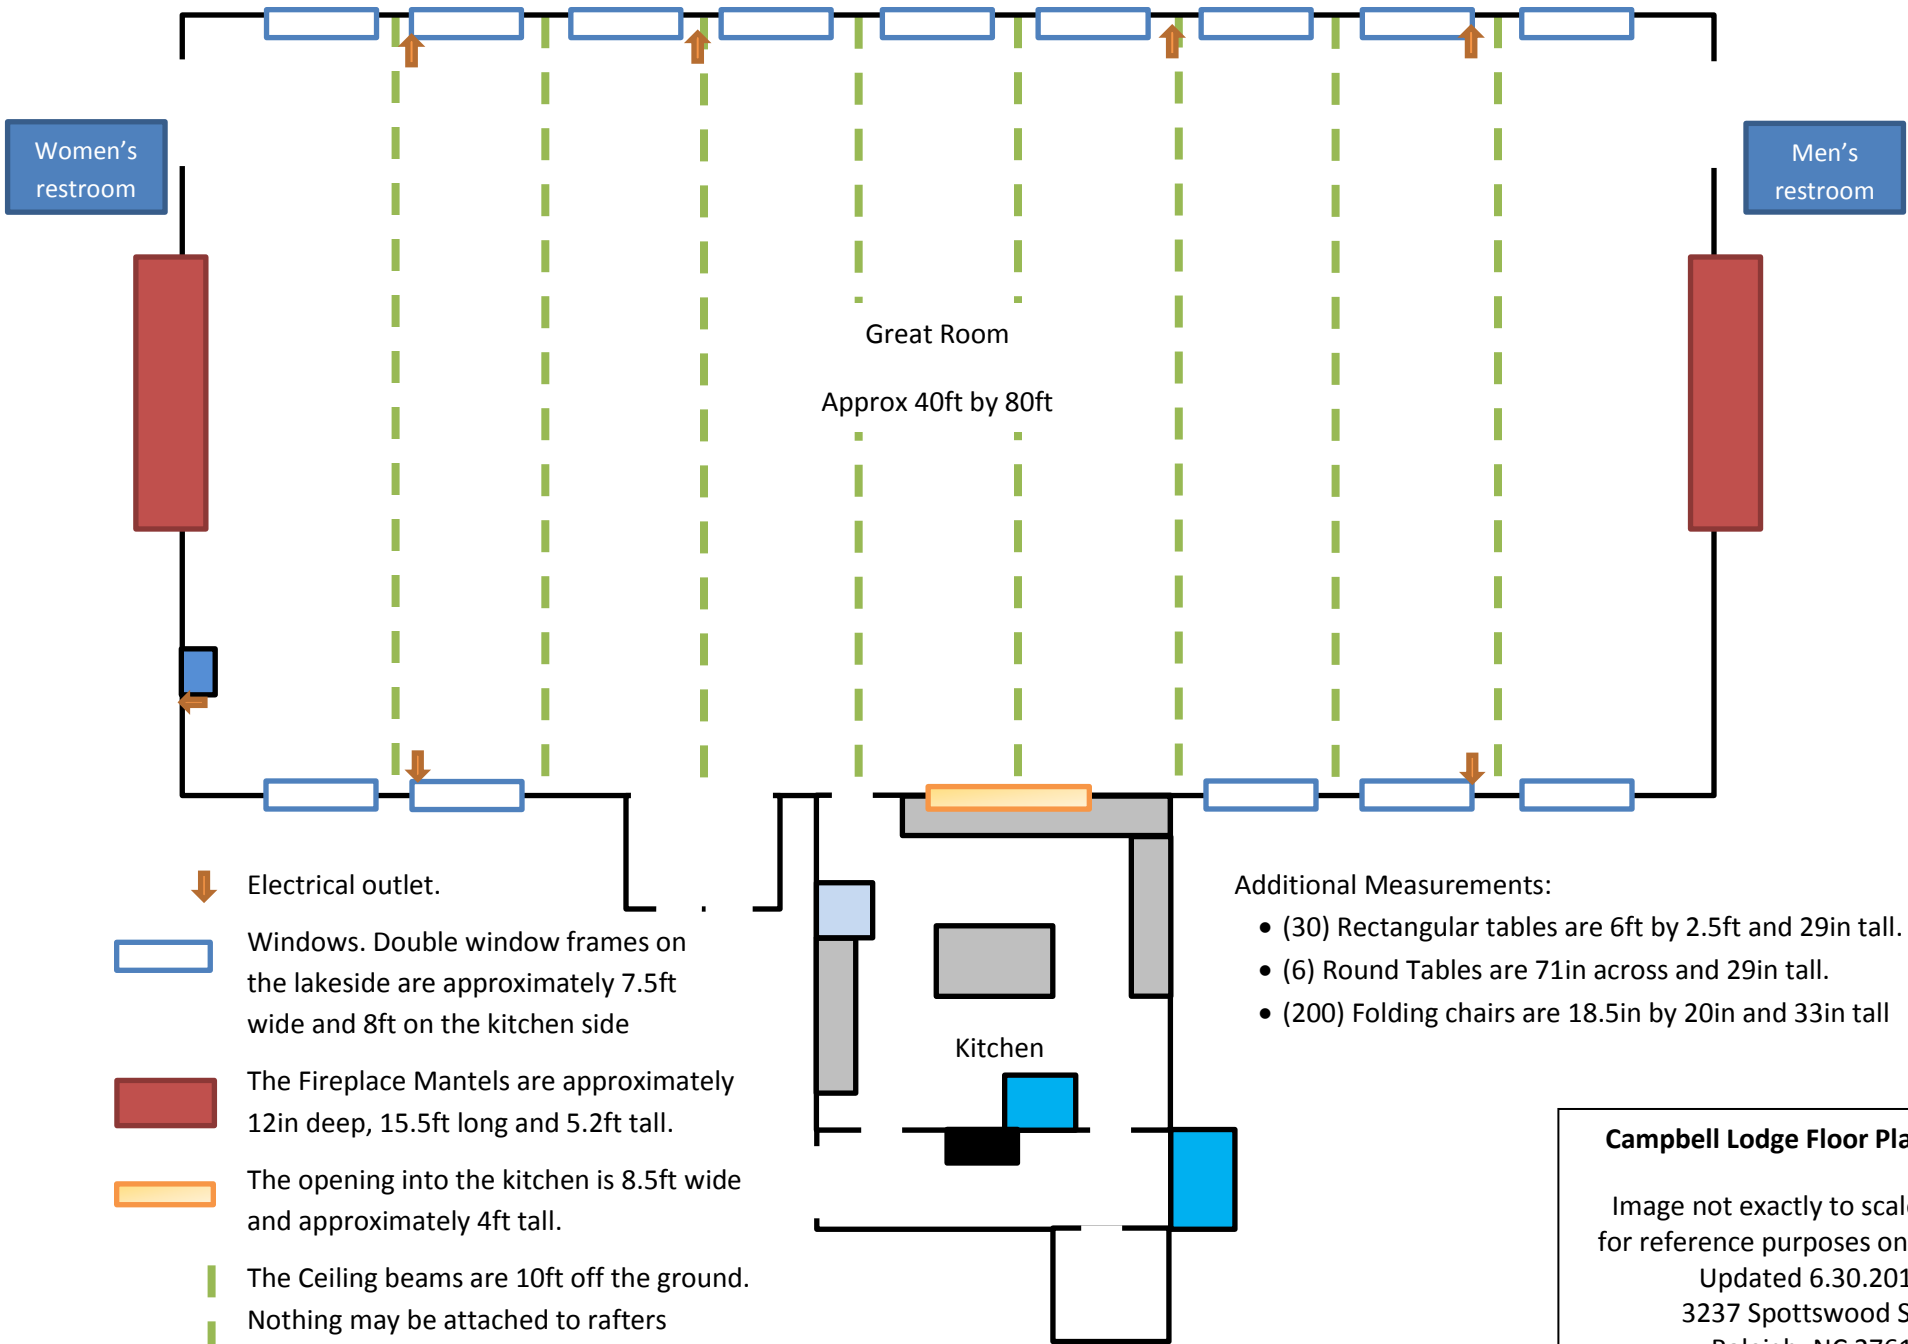 Women's
restroom
Men's
restroom
Great Room
Approx 40ft by 80ft
Electrical outlet.
Windows. Double window frames on
the lakeside are approximately 7.5ft
wide and 8ft on the kitchen side
The Fireplace Mantels are approximately
12in deep, 15.5ft long and 5.2ft tall.
The opening into the kitchen is 8.5ft wide
and approximately 4ft tall.
The Ceiling beams are 10ft off the ground.
Nothing may be attached to rafters
Kitchen
Additional Measurements:
• (30) Rectangular tables are 6ft by 2.5ft and 29in tall.
• (6) Round Tables are 71in across and 29in tall.
• (200) Folding chairs are 18.5in by 20in and 33in tall
Campbell Lodge Floor
Image not exactly to
for reference purposes
Updated
3237 Spottswood
Raleigh, NC